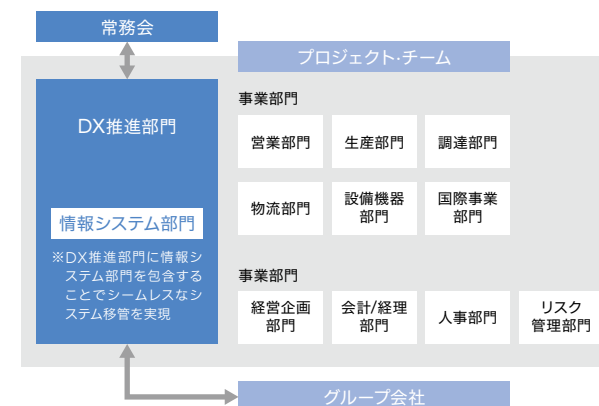 常務会
プロジェクト・チーム
DX推進部門
情報システム部門
※DX推進部門に情報シ
ステム部門を包含する
ことでシームレスなシ
ステム移管を実現
事業部門
営業部門
生産部門
調達部門
物流部門
設備機器
部門
国際事業
部門
事業部門
経営企画
部門
会計/経理
部門
人事部門
リスク
管理部門
グループ会社